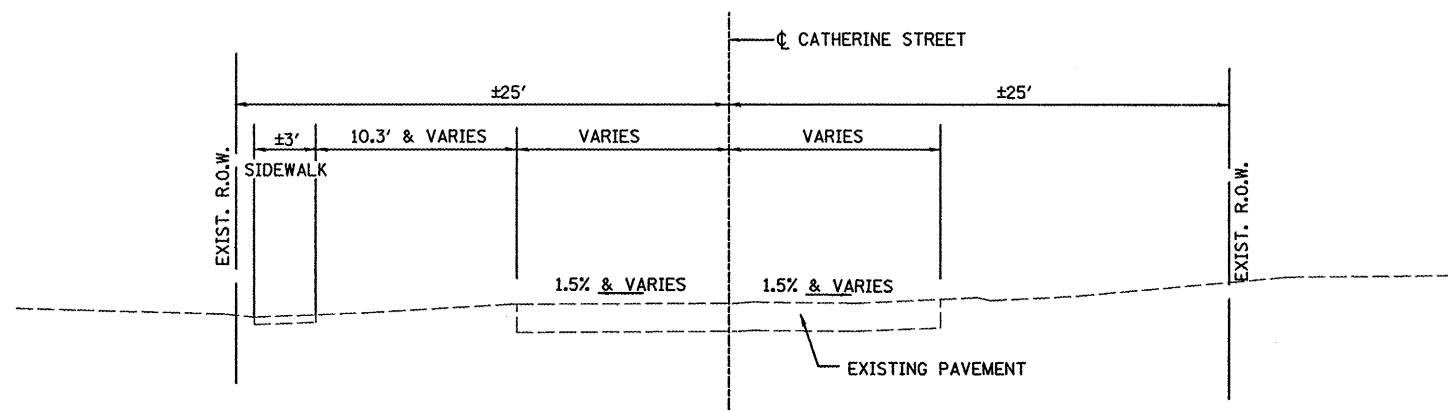 ℄ CATHERINE STREET
±25'
±25'
±3'
10.3' & VARIES
VARIES
VARIES
SIDEWALK
EXIST. R.O.W.
EXIST. R.O.W.
1.5% & VARIES
1.5% & VARIES
EXISTING PAVEMENT